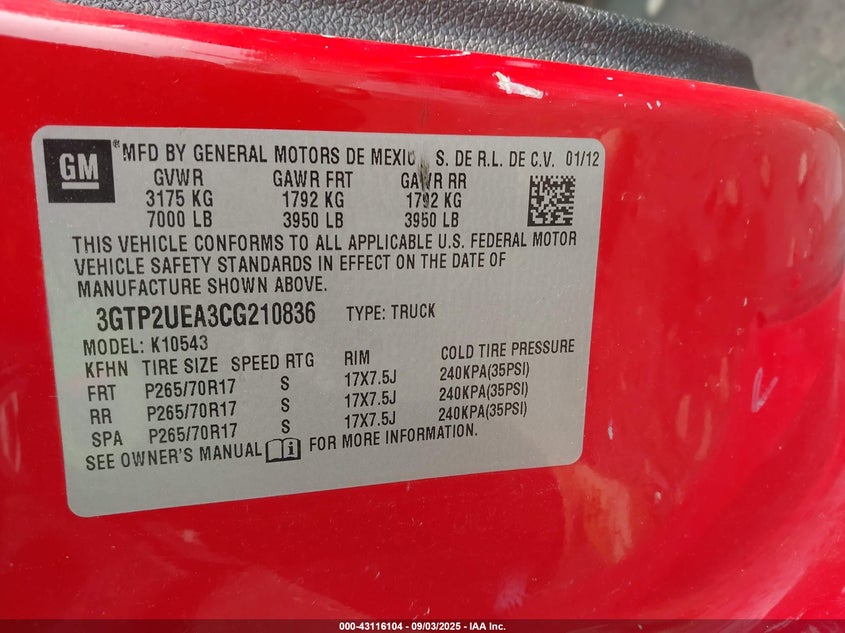 GM ® MFD BY GENERAL MOTORS DE MEXICO S. DE R.L. DE C.V. 01/12
GVWR GAWR FRT GAWR RR
3175 KG 1792 KG 1792 KG
7000 LB 3950 LB 3950 LB
THIS VEHICLE CONFORMS TO ALL APPLICABLE U.S. FEDERAL MOTOR
VEHICLE SAFETY STANDARDS IN EFFECT ON THE DATE OF
MANUFACTURE SHOWN ABOVE.
3GTP2UEA3CG210836 TYPE: TRUCK
MODEL: K10543
KFHN TIRE SIZE SPEED RTG RIM COLD TIRE PRESSURE
FRT P265/70R17 S 17X7.5J 240KPA(35PSI)
RR P265/70R17 S 17X7.5J 240KPA(35PSI)
SPA P265/70R17 S 17X7.5J 240KPA(35PSI)
SEE OWNER'S MANUAL i FOR MORE INFORMATION.
000-43116104 - 09/03/2025 - IAA Inc.